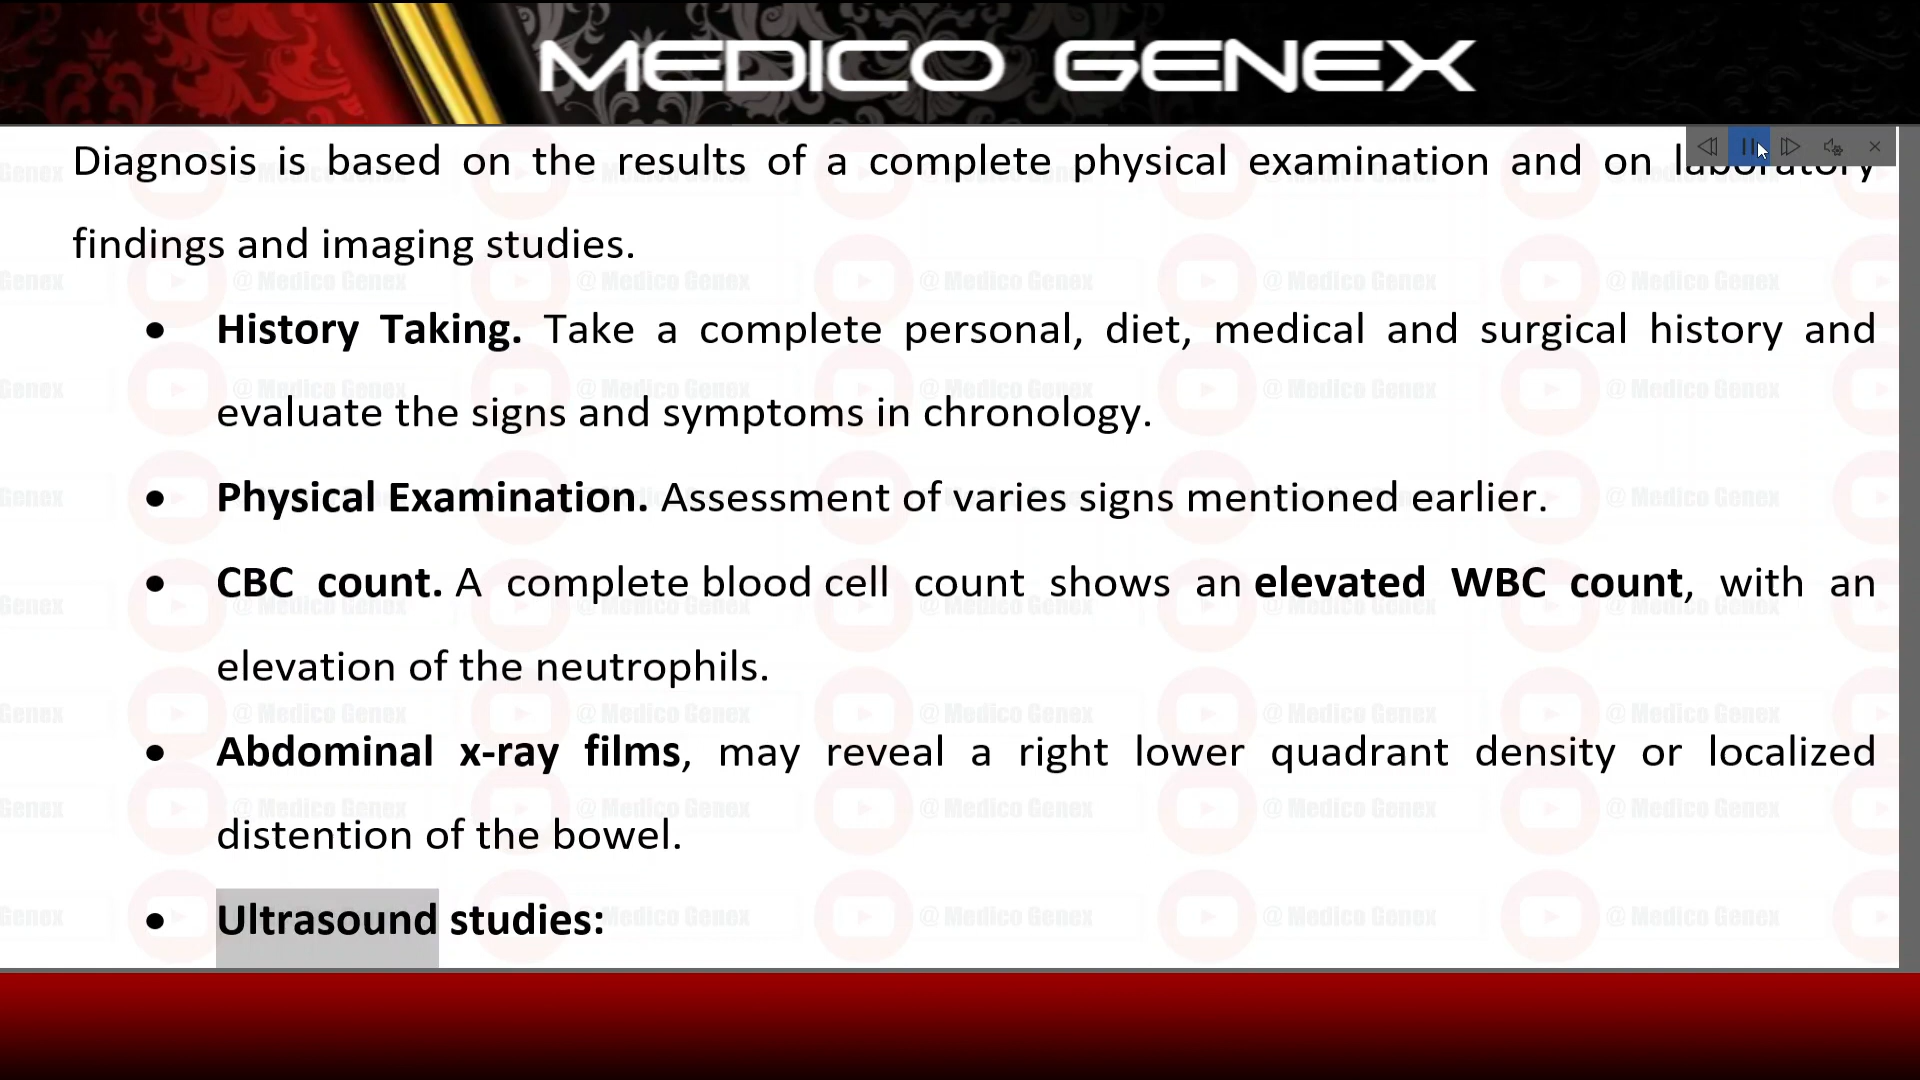 MEDICO GENEX
Diagnosis is based on the results of a complete physical examination and on laboratory
findings and imaging studies.
• History Taking. Take a complete personal, diet, medical and surgical history and
evaluate the signs and symptoms in chronology.
• Physical Examination. Assessment of varies signs mentioned earlier.
• CBC count. A complete blood cell count shows an elevated WBC count, with an
elevation of the neutrophils.
• Abdominal x-ray films, may reveal a right lower quadrant density or localized
distention of the bowel.
• Ultrasound studies: